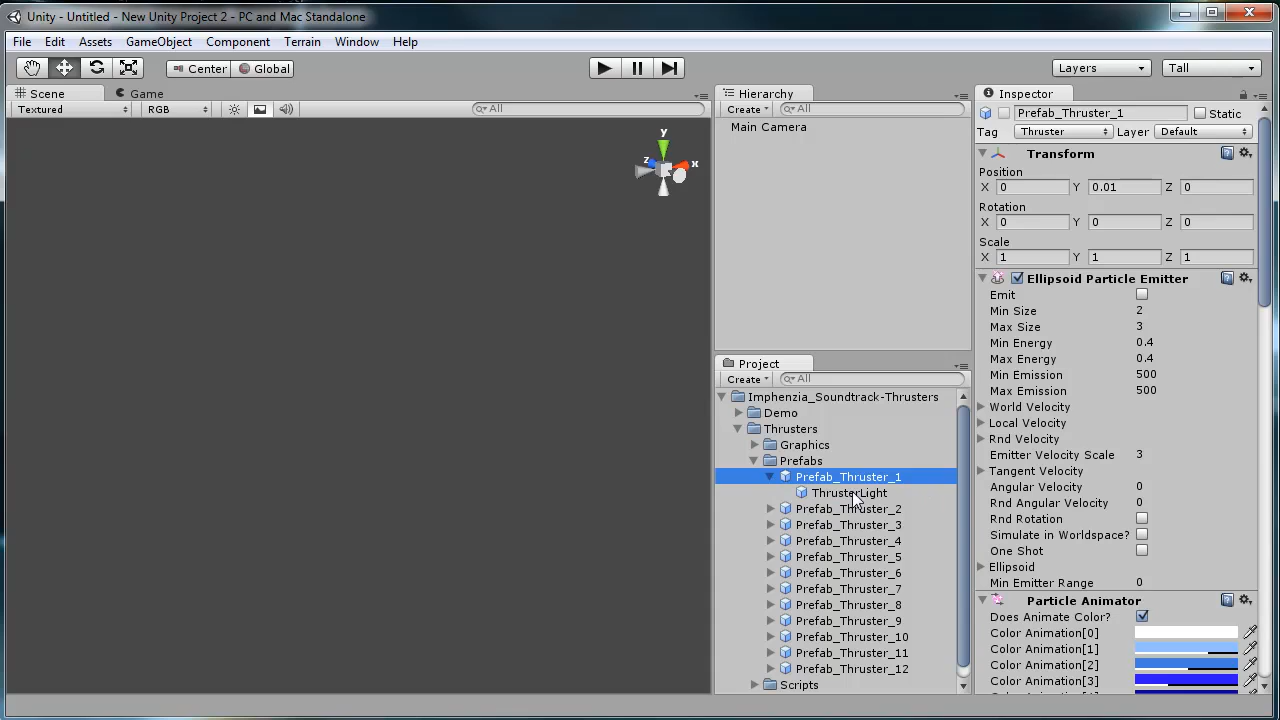 Unity - Untitled - New Unity Project 2 - PC and Mac Standalone
File Edit Assets GameObject Component Terrain Window Help
Center Global Layers Tall
Scene Game
Textured RGB All
y
z x
Hierarchy
Create All
Main Camera
Project
Create All
Imphenzia_Soundtrack-Thrusters
Demo
Thrusters
Graphics
Prefabs
Prefab_Thruster_1
ThrusterLight
Prefab_Thruster_2
Prefab_Thruster_3
Prefab_Thruster_4
Prefab_Thruster_5
Prefab_Thruster_6
Prefab_Thruster_7
Prefab_Thruster_8
Prefab_Thruster_9
Prefab_Thruster_10
Prefab_Thruster_11
Prefab_Thruster_12
Scripts
Inspector
Prefab_Thruster_1 Static
Tag Thruster Layer Default
Transform
Position
X 0 Y 0.01 Z 0
Rotation
X 0 Y 0 Z 0
Scale
X 1 Y 1 Z 1
Ellipsoid Particle Emitter
Emit
Min Size 2
Max Size 3
Min Energy 0.4
Max Energy 0.4
Min Emission 500
Max Emission 500
World Velocity
Local Velocity
Rnd Velocity
Emitter Velocity Scale 3
Tangent Velocity
Angular Velocity 0
Rnd Angular Velocity 0
Rnd Rotation
Simulate in Worldspace?
One Shot
Ellipsoid
Min Emitter Range 0
Particle Animator
Does Animate Color?
Color Animation[0]
Color Animation[1]
Color Animation[2]
Color Animation[3]